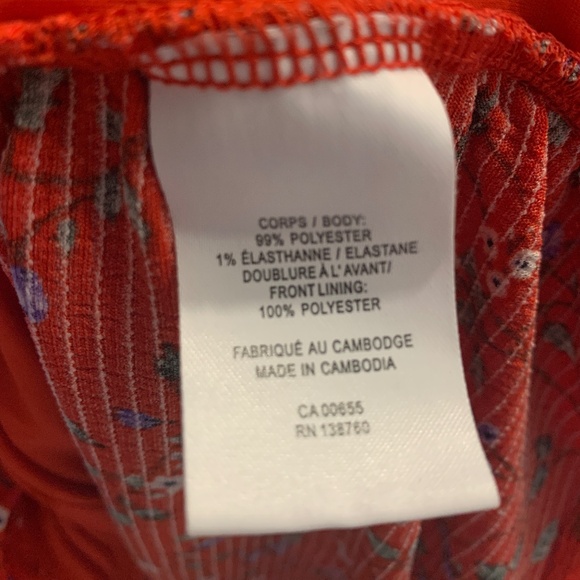 CORPS / BODY:
99% POLYESTER
1% ÉLASTHANNE / ELASTANE
DOUBLURE À L'AVANT/
FRONT LINING:
100% POLYESTER
FABRIQUÉ AU CAMBODGE
MADE IN CAMBODIA
CA 00655
RN 138760